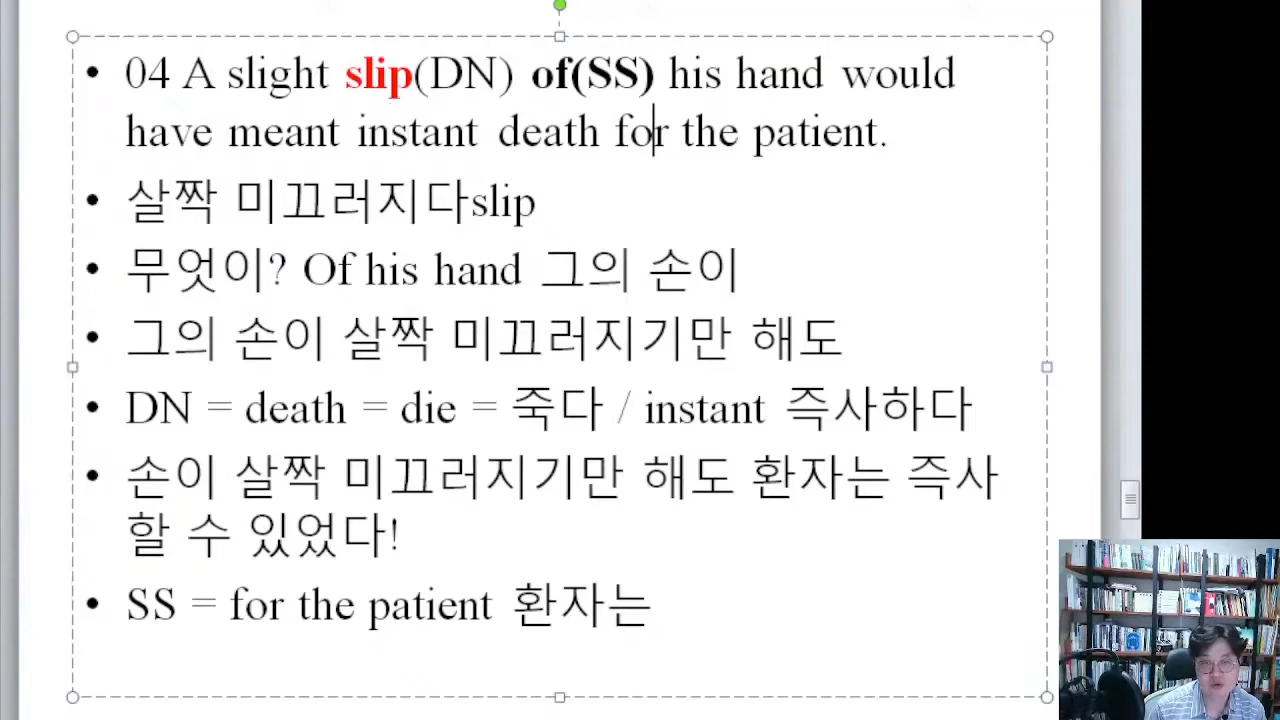 • 04 A slight slip(DN) of(SS) his hand would
have meant instant death for the patient.
• 살짝 미끄러지다slip
• 무엇이? Of his hand 그의 손이
• 그의 손이 살짝 미끄러지기만 해도
• DN = death = die = 죽다 / instant 즉사하다
• 손이 살짝 미끄러지기만 해도 환자는 즉사
할 수 있었다!
• SS = for the patient 환자는